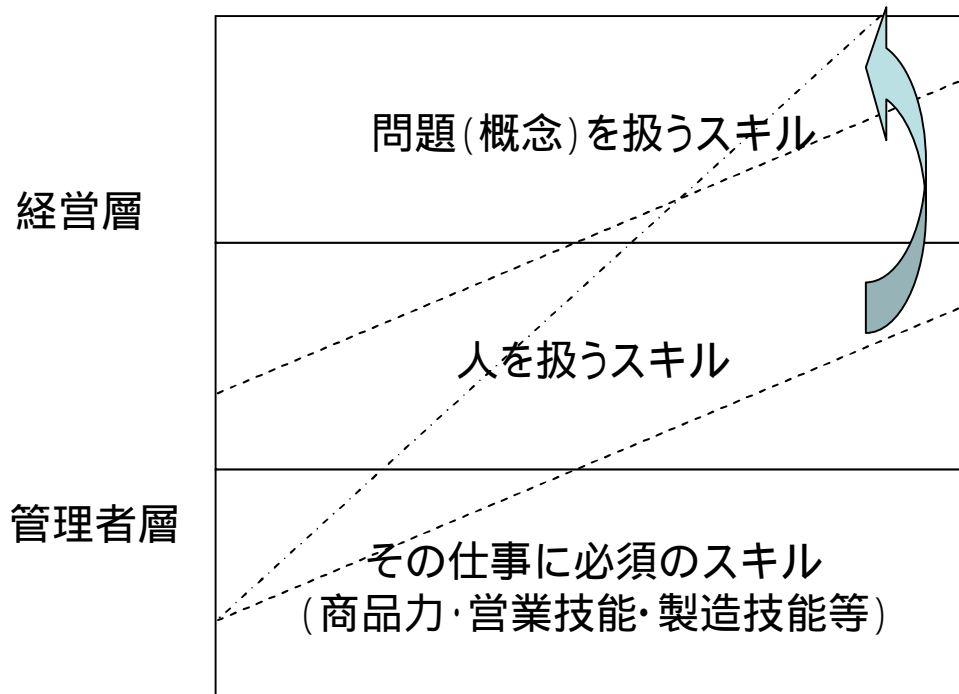 問題(概念)を扱うスキル
経営層
人を扱うスキル
管理者層
その仕事に必須のスキル
(商品力・営業技能・製造技能等)